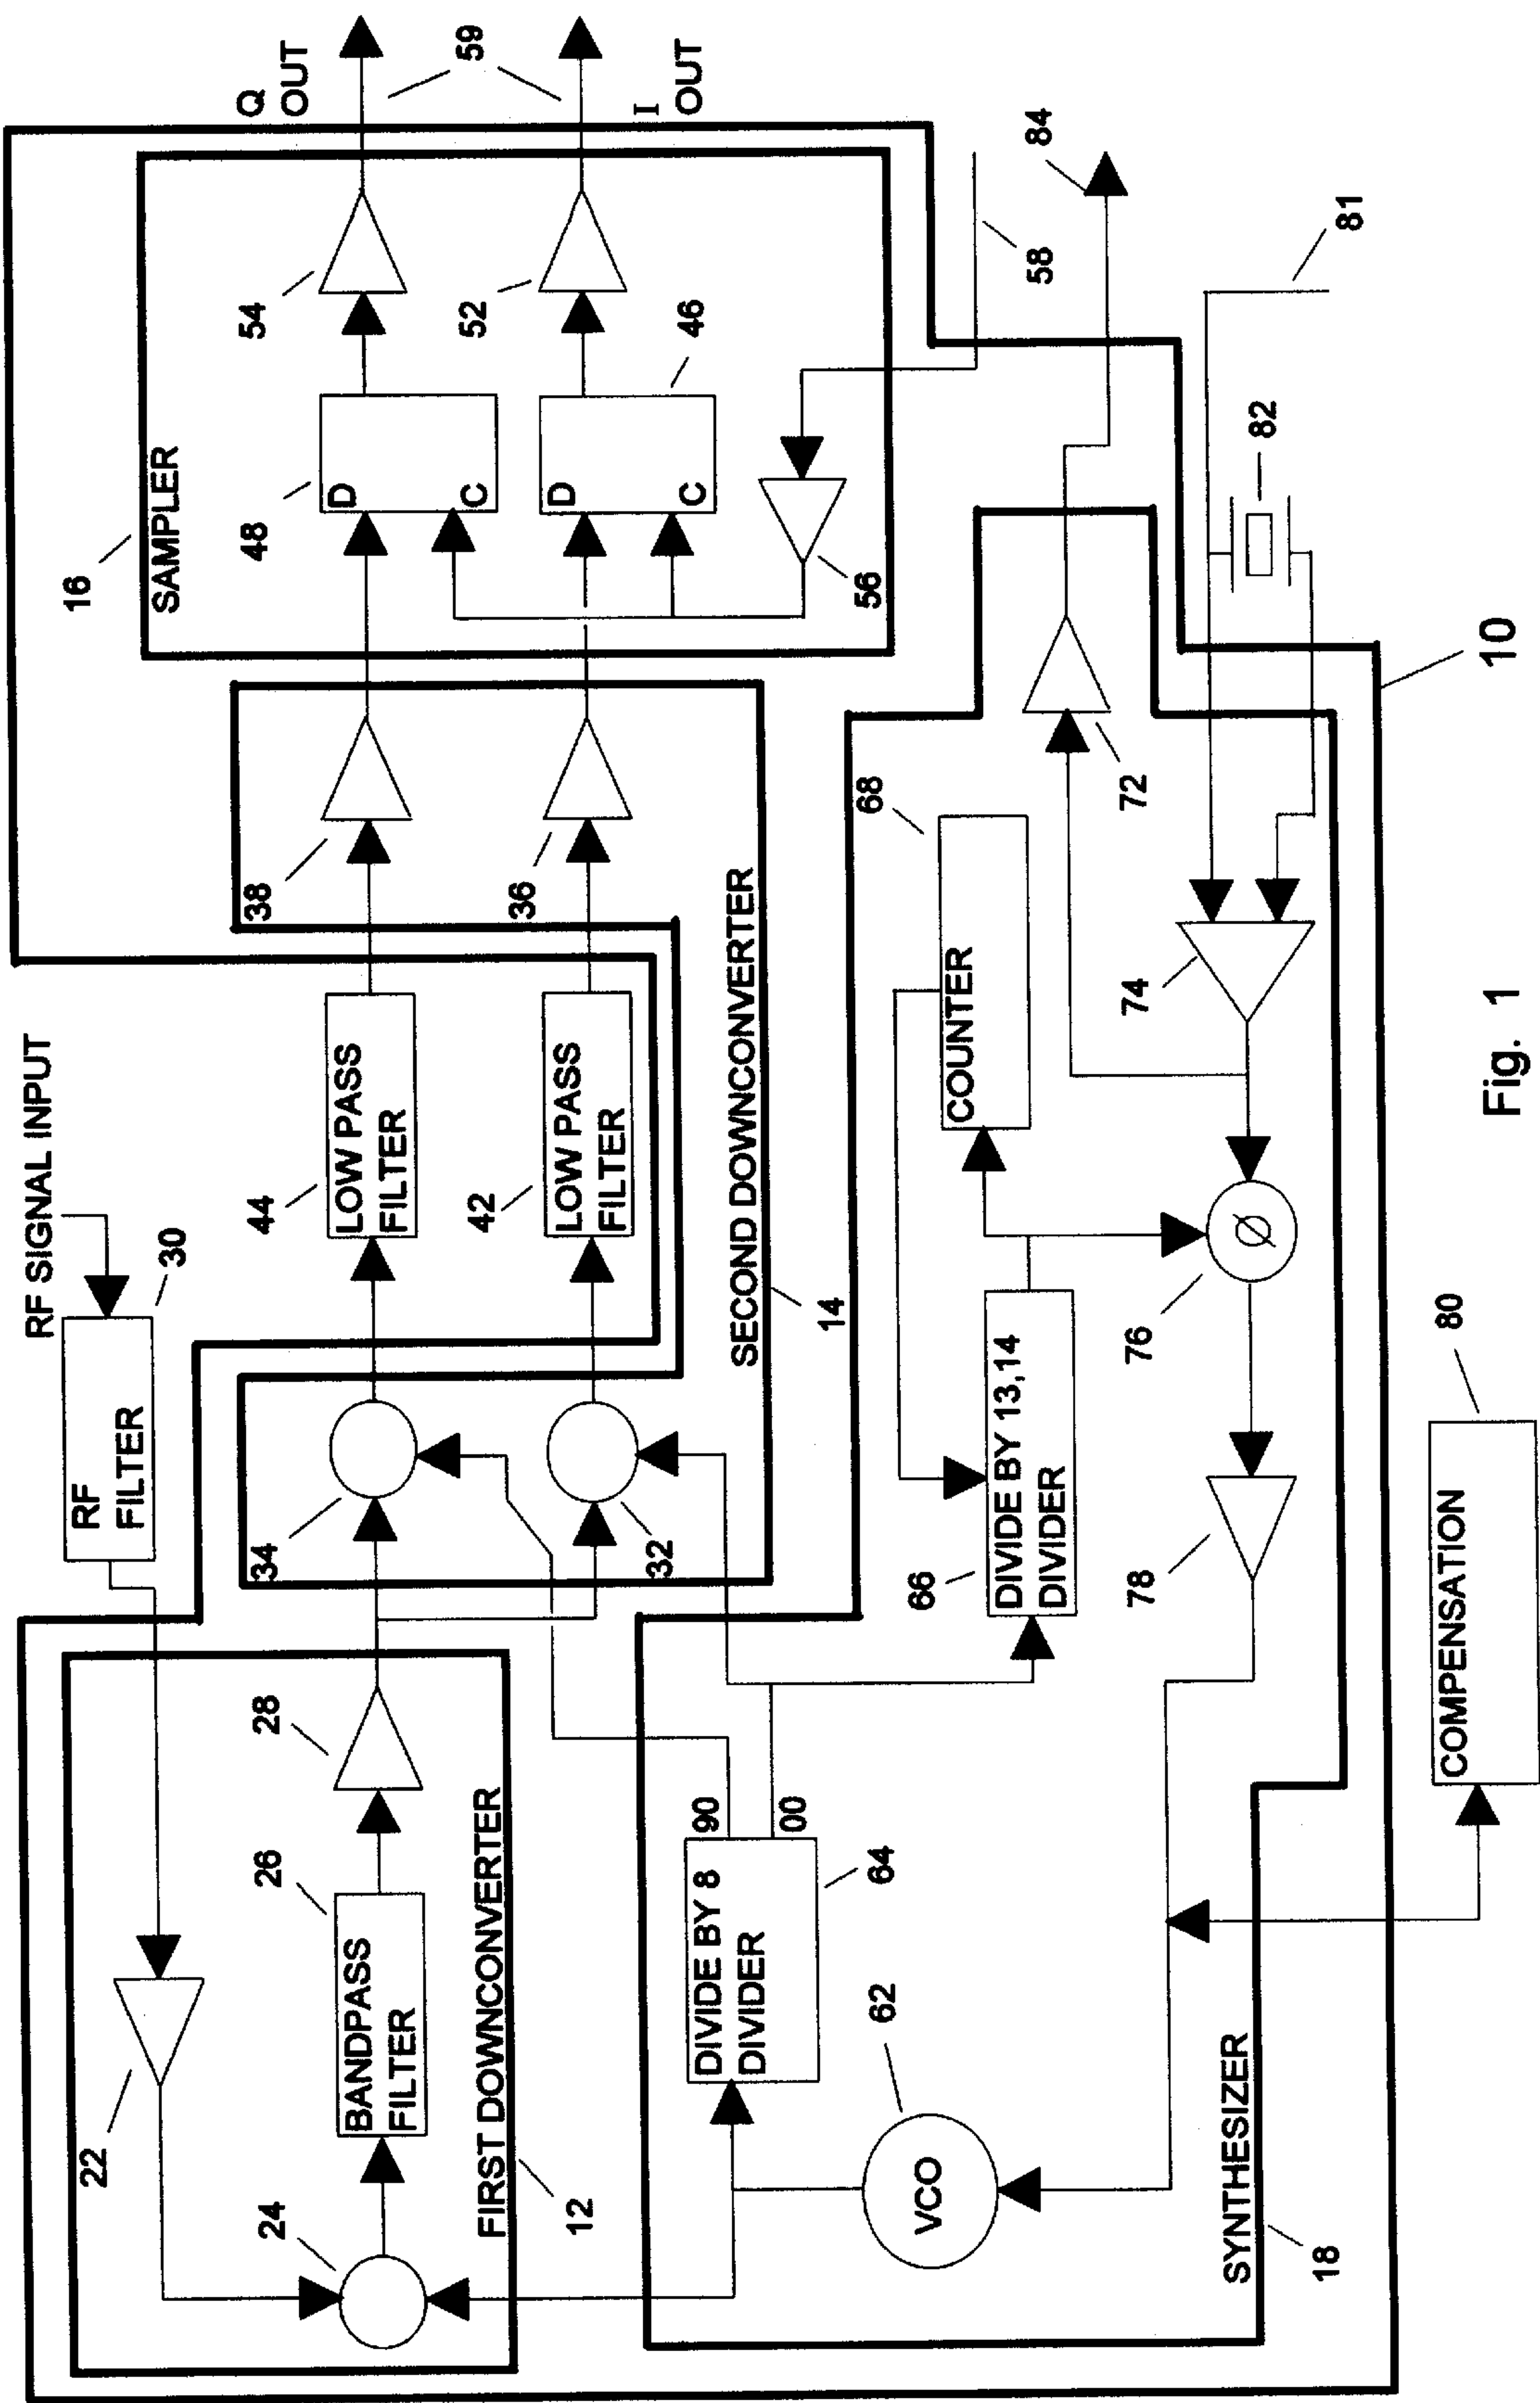 RF SIGNAL INPUT
RF
FILTER
30
22
24
BANDPASS
FILTER
26
28
FIRST DOWNCONVERTER
12
34
32
44
LOW PASS
FILTER
42
LOW PASS
FILTER
38
36
SECOND DOWNCONVERTER
14
16
SAMPLER
48
D
C
D
C
46
54
52
56
Q
OUT
59
I
OUT
58
84
DIVIDE BY 8
DIVIDER
90
00
64
62
VCO
66
DIVIDE BY 13,14
DIVIDER
68
COUNTER
72
74
76
Ø
78
SYNTHESIZER
18
COMPENSATION
80
82
81
10
Fig. 1